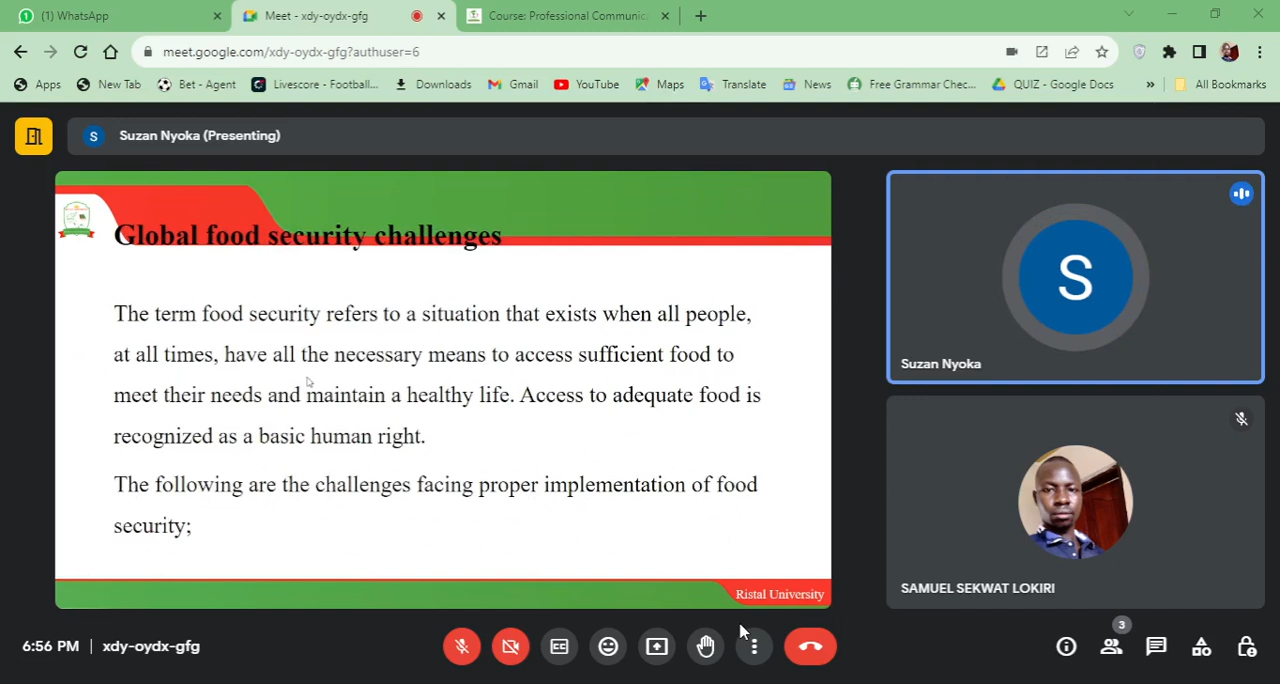 (1) WhatsApp
Meet - xdy-oydx-gfg
Course: Professional Communic
meet.google.com/xdy-oydx-gfg?authuser=6
Apps
New Tab
Bet - Agent
Livescore - Football...
Downloads
Gmail
YouTube
Maps
Translate
News
Free Grammar Chec...
QUIZ - Google Docs
»
All Bookmarks
S
Suzan Nyoka (Presenting)
Global food security challenges
The term food security refers to a situation that exists when all people,
at all times, have all the necessary means to access sufficient food to
meet their needs and maintain a healthy life. Access to adequate food is
recognized as a basic human right.
The following are the challenges facing proper implementation of food
security;
Ristal University
S
Suzan Nyoka
SAMUEL SEKWAT LOKIRI
6:56 PM | xdy-oydx-gfg
3